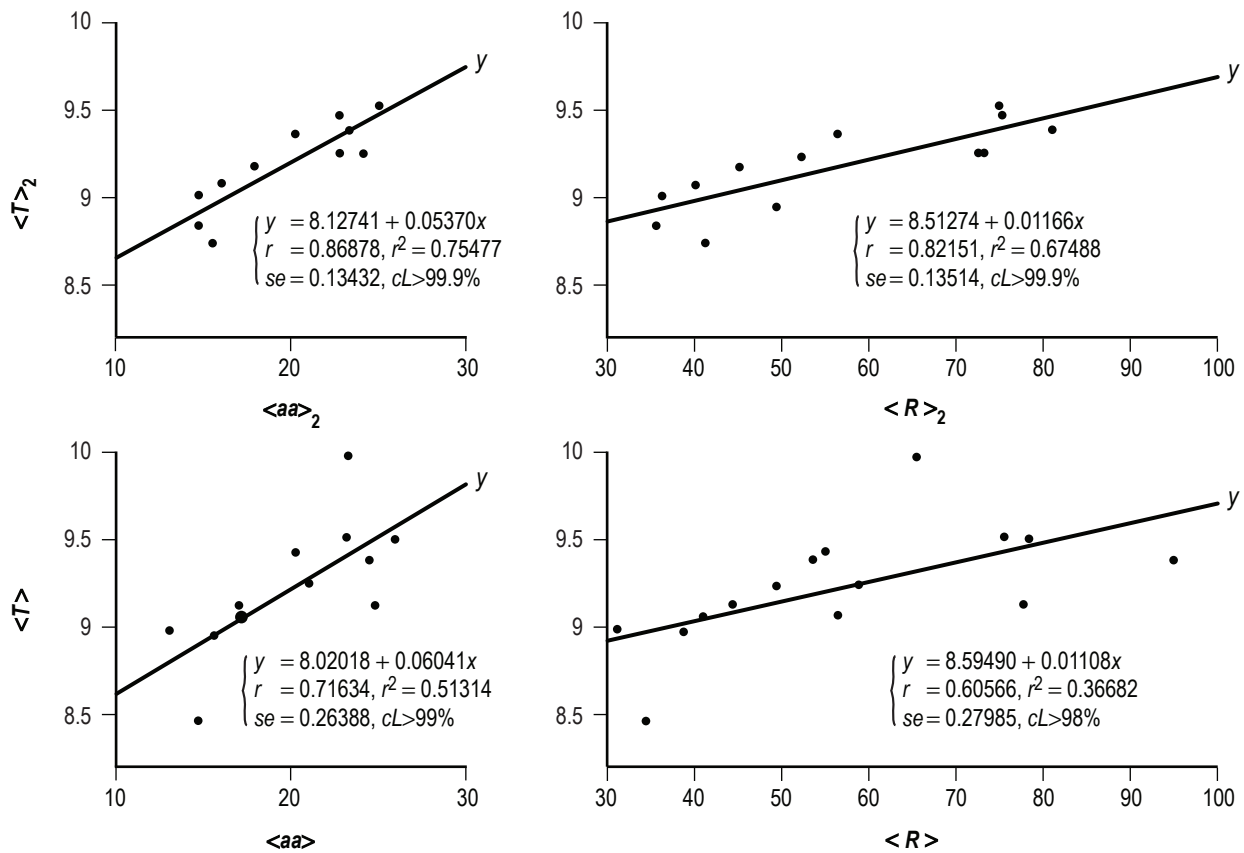 10
9.5
9
8.5
<T>2
y
y = 8.12741 + 0.05370x
r = 0.86878, r² = 0.75477
se = 0.13432, cL>99.9%
10 20 30
<aa>2
10
9.5
9
8.5
y
y = 8.51274 + 0.01166x
r = 0.82151, r² = 0.67488
se = 0.13514, cL>99.9%
30 40 50 60 70 80 90 100
< R >2
10
9.5
9
8.5
<T>
y
y = 8.02018 + 0.06041x
r = 0.71634, r² = 0.51314
se = 0.26388, cL>99%
10 20 30
<aa>
10
9.5
9
8.5
y
y = 8.59490 + 0.01108x
r = 0.60566, r² = 0.36682
se = 0.27985, cL>98%
30 40 50 60 70 80 90 100
< R >